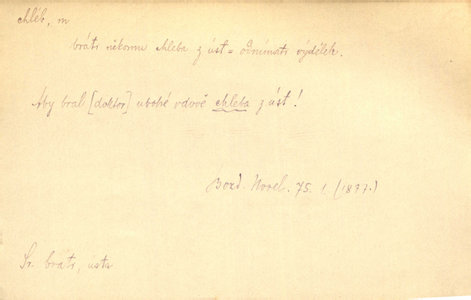 chléb, m
bráti někomu chleba z úst = odnímati výdělek.
Aby bral [doktor] ubohé vdově chleba z úst!
Bozd. Novel. 75. 1. (1877.)
Sr. bráti, ústa